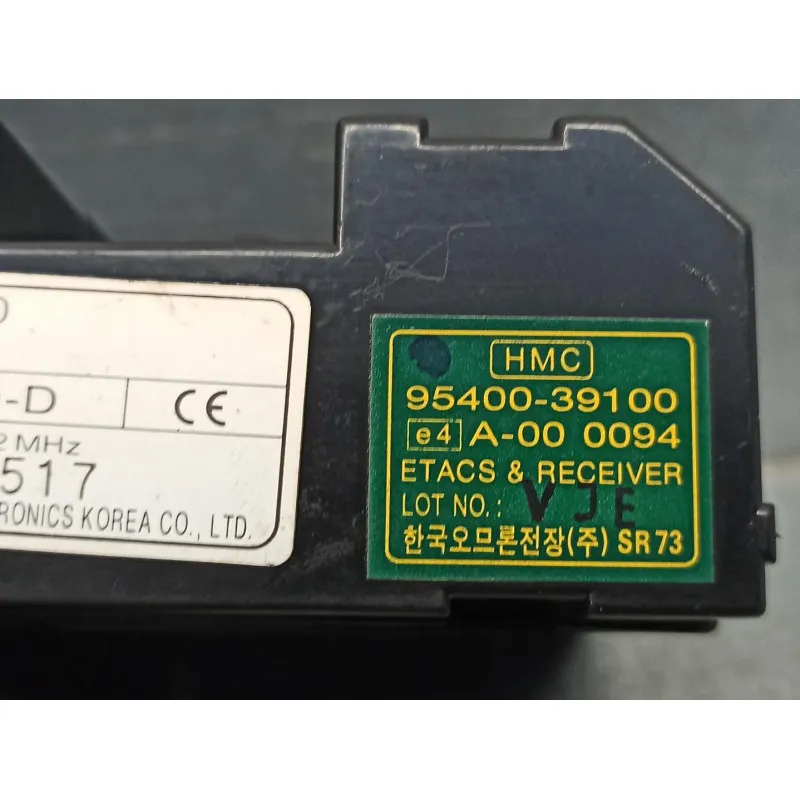 -D
CE
2 MHz
517
RONICS KOREA CO., LTD.
HMC
95400-39100
e4 A-00 0094
ETACS & RECEIVER
LOT NO.: VJE
한국오므론전장(주) SR73